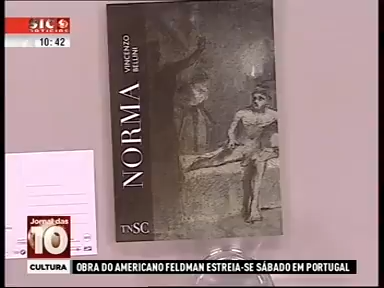 SIC
NOTÍCIAS
10:42
NORMA
VINCENZO
BELLINI
TNSC
Jornal das
10
CULTURA
OBRA DO AMERICANO FELDMAN ESTREIA-SE SÁBADO EM PORTUGAL